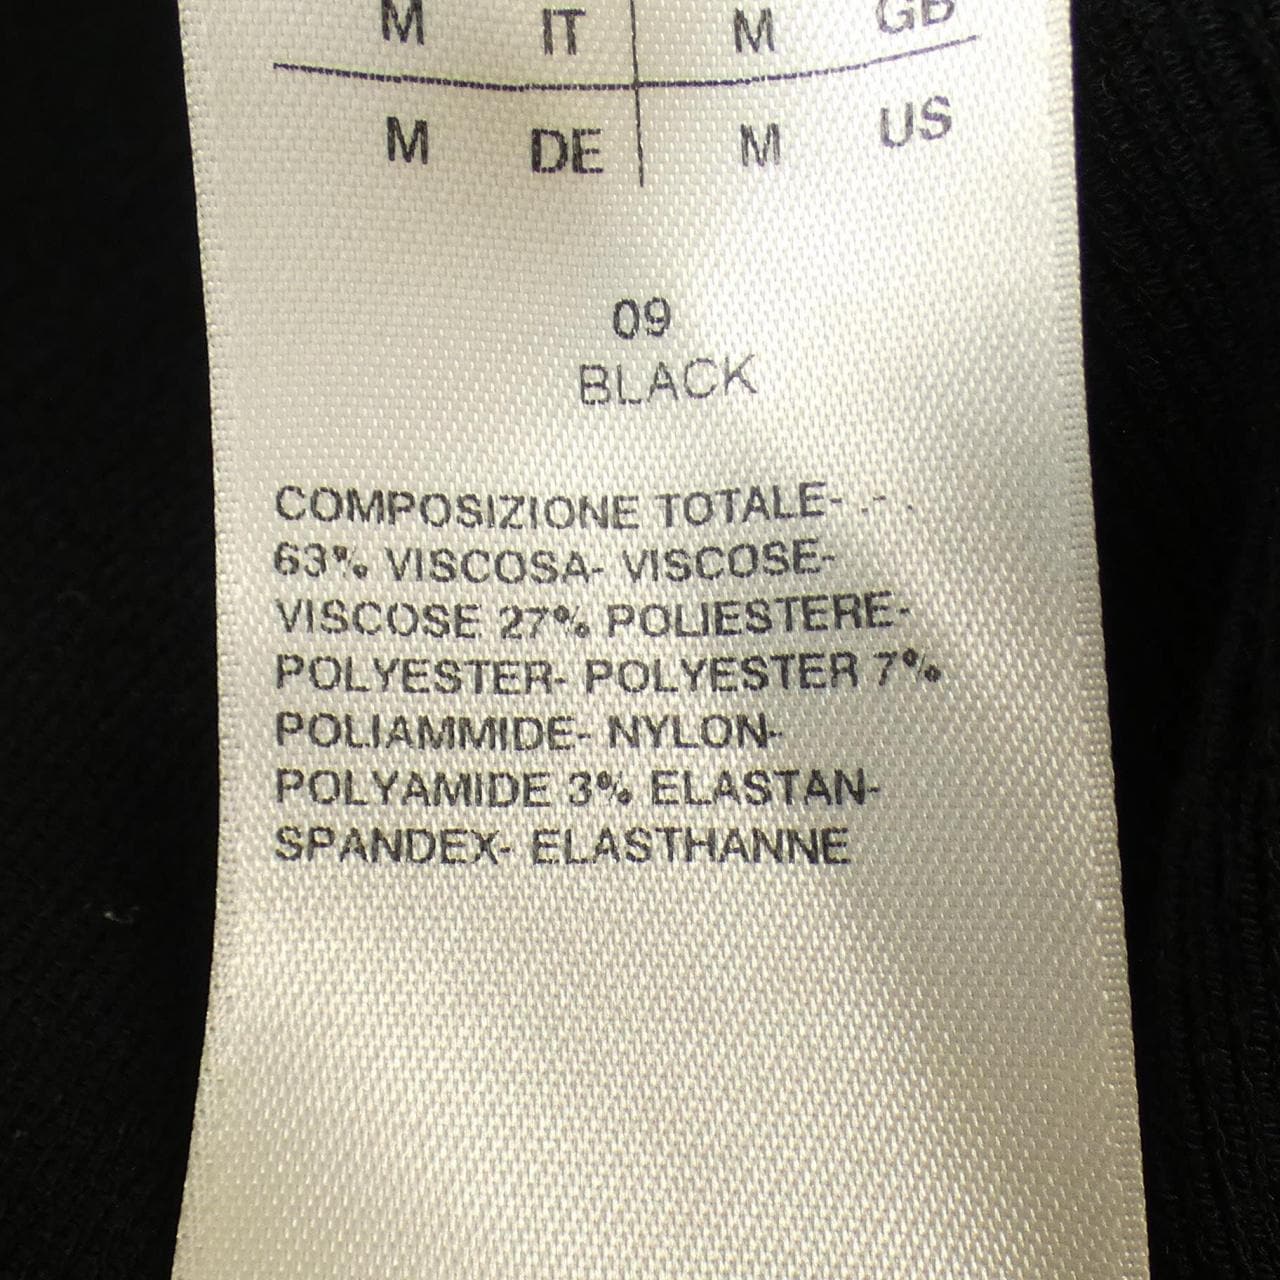 M IT M GB
M DE M US
09
BLACK
COMPOSIZIONE TOTALE- .- .
63% VISCOSA- VISCOSE-
VISCOSE 27% POLIESTERE-
POLYESTER- POLYESTER 7%
POLIAMMIDE- NYLON-
POLYAMIDE 3% ELASTAN-
SPANDEX- ELASTHANNE